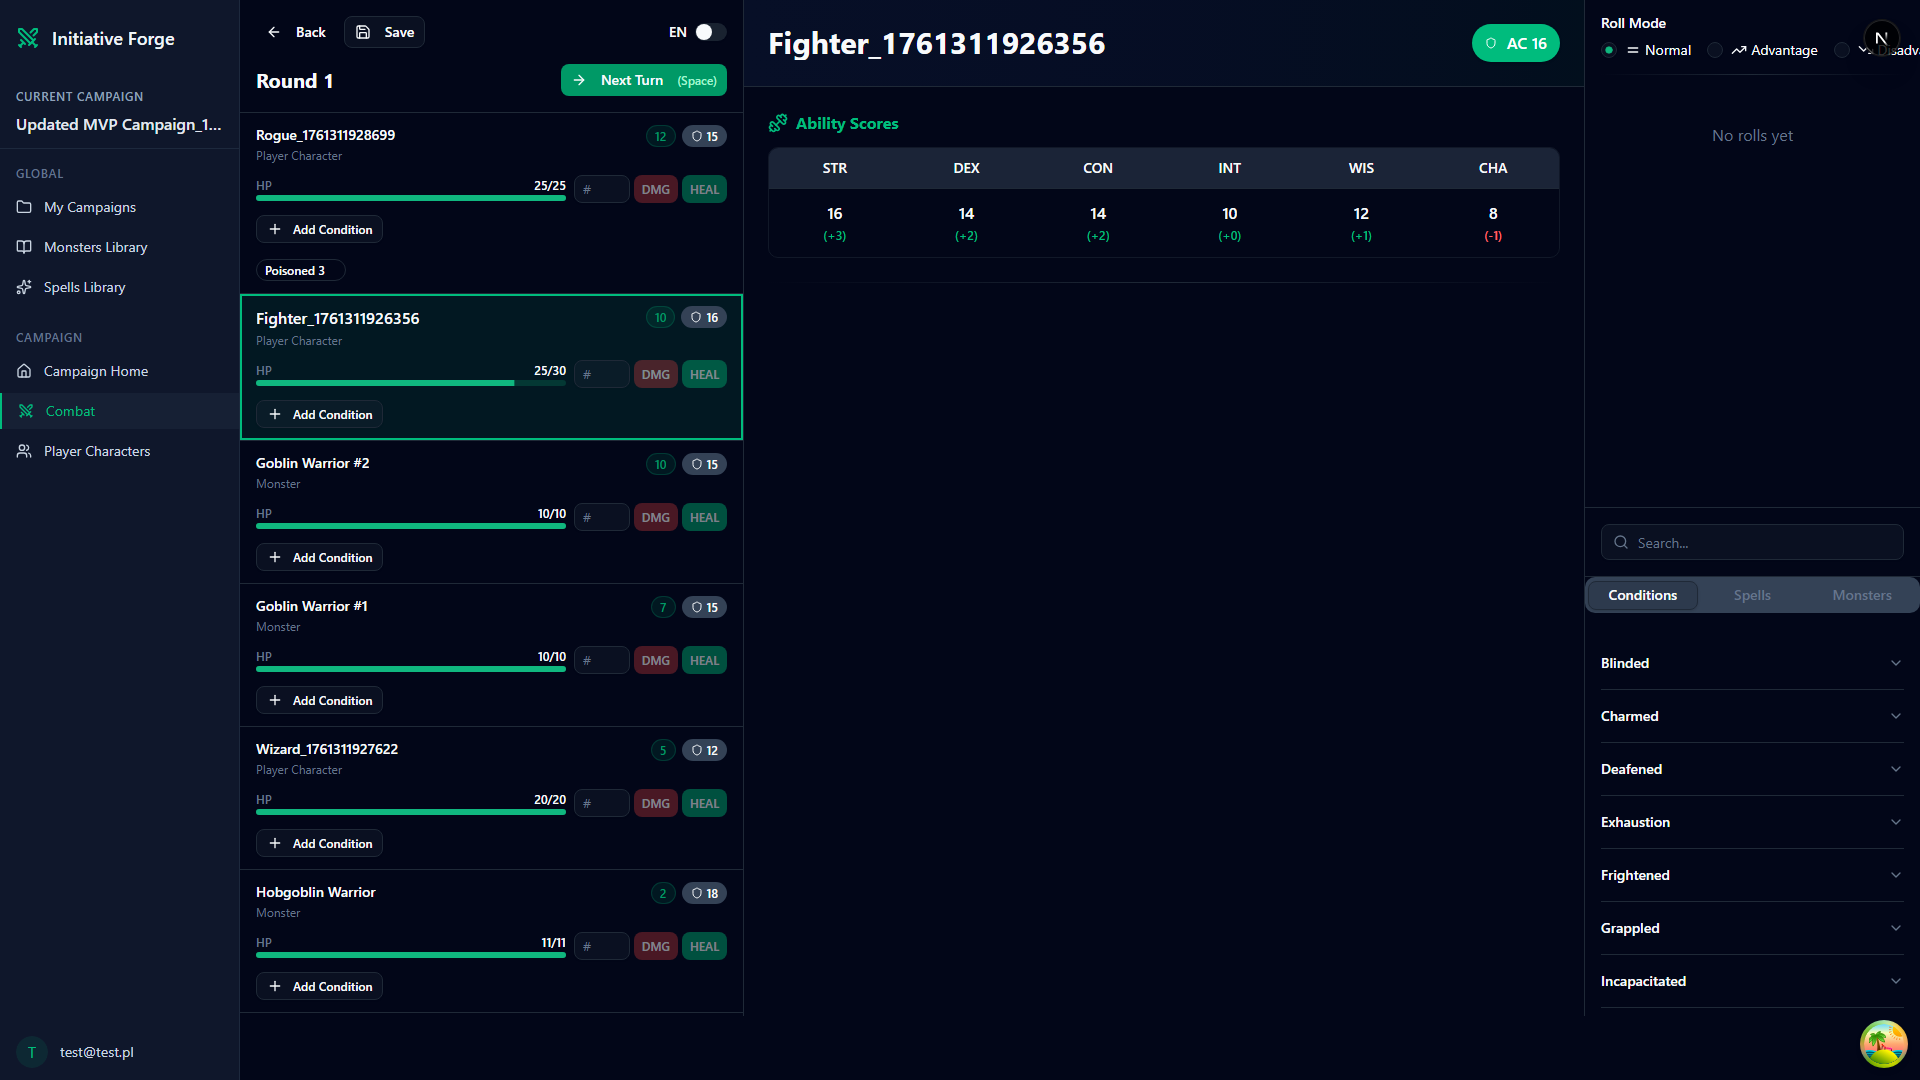 Initiative Forge
CURRENT CAMPAIGN
Updated MVP Campaign_1...
GLOBAL
My Campaigns
Monsters Library
Spells Library
CAMPAIGN
Campaign Home
Combat
Player Characters
T test@test.pl
Back Save EN
Round 1 Next Turn (Space)
Rogue_1761311928699 12 15
Player Character
HP 25/25 # DMG HEAL
Add Condition
Poisoned 3
Fighter_1761311926356 10 16
Player Character
HP 25/30 # DMG HEAL
Add Condition
Goblin Warrior #2 10 15
Monster
HP 10/10 # DMG HEAL
Add Condition
Goblin Warrior #1 7 15
Monster
HP 10/10 # DMG HEAL
Add Condition
Wizard_1761311927622 5 12
Player Character
HP 20/20 # DMG HEAL
Add Condition
Hobgoblin Warrior 2 18
Monster
HP 11/11 # DMG HEAL
Add Condition
Fighter_1761311926356 AC 16
Ability Scores
STR DEX CON INT WIS CHA
16 14 14 10 12 8
(+3) (+2) (+2) (+0) (+1) (-1)
Roll Mode
Normal Advantage
N
No rolls yet
Search...
Conditions Spells Monsters
Blinded
Charmed
Deafened
Exhaustion
Frightened
Grappled
Incapacitated